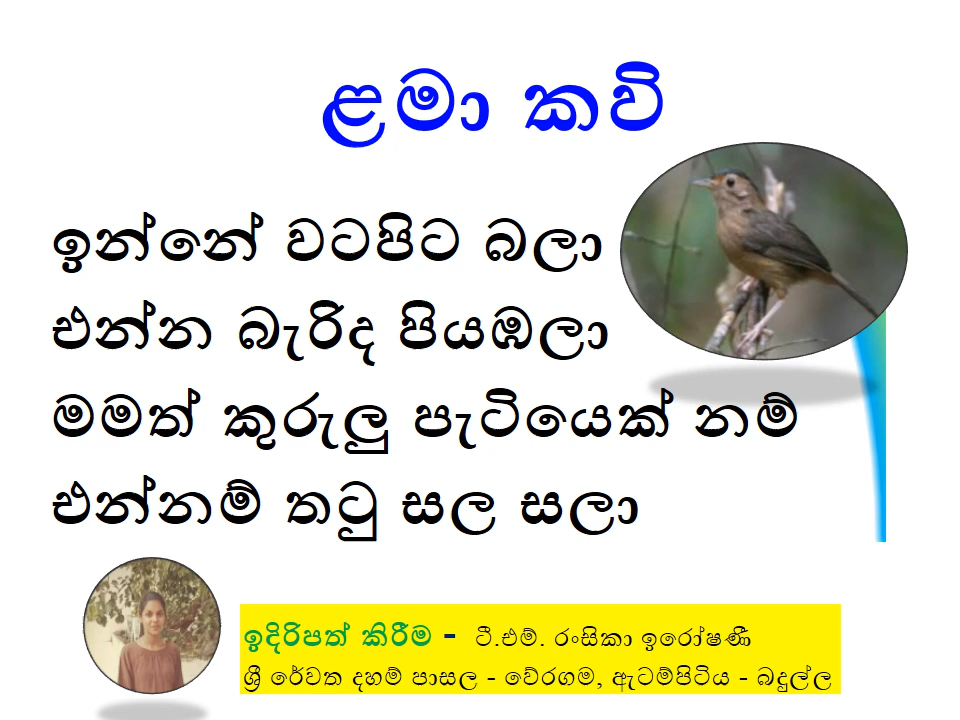 ළමා කවි
ඉන්නේ වටපිට බලා
එන්න බැරිද පියඹලා
මමත් කුරුලු පැටියෙක් නම්
එන්නම් තටු සල සලා
ඉදිරිපත් කිරීම - ටී.එම්. රංසිකා ඉරෝෂණී
ශ්‍රී රේවත දහම් පාසල - වේරගම, ඇටම්පිටිය - බදුල්ල